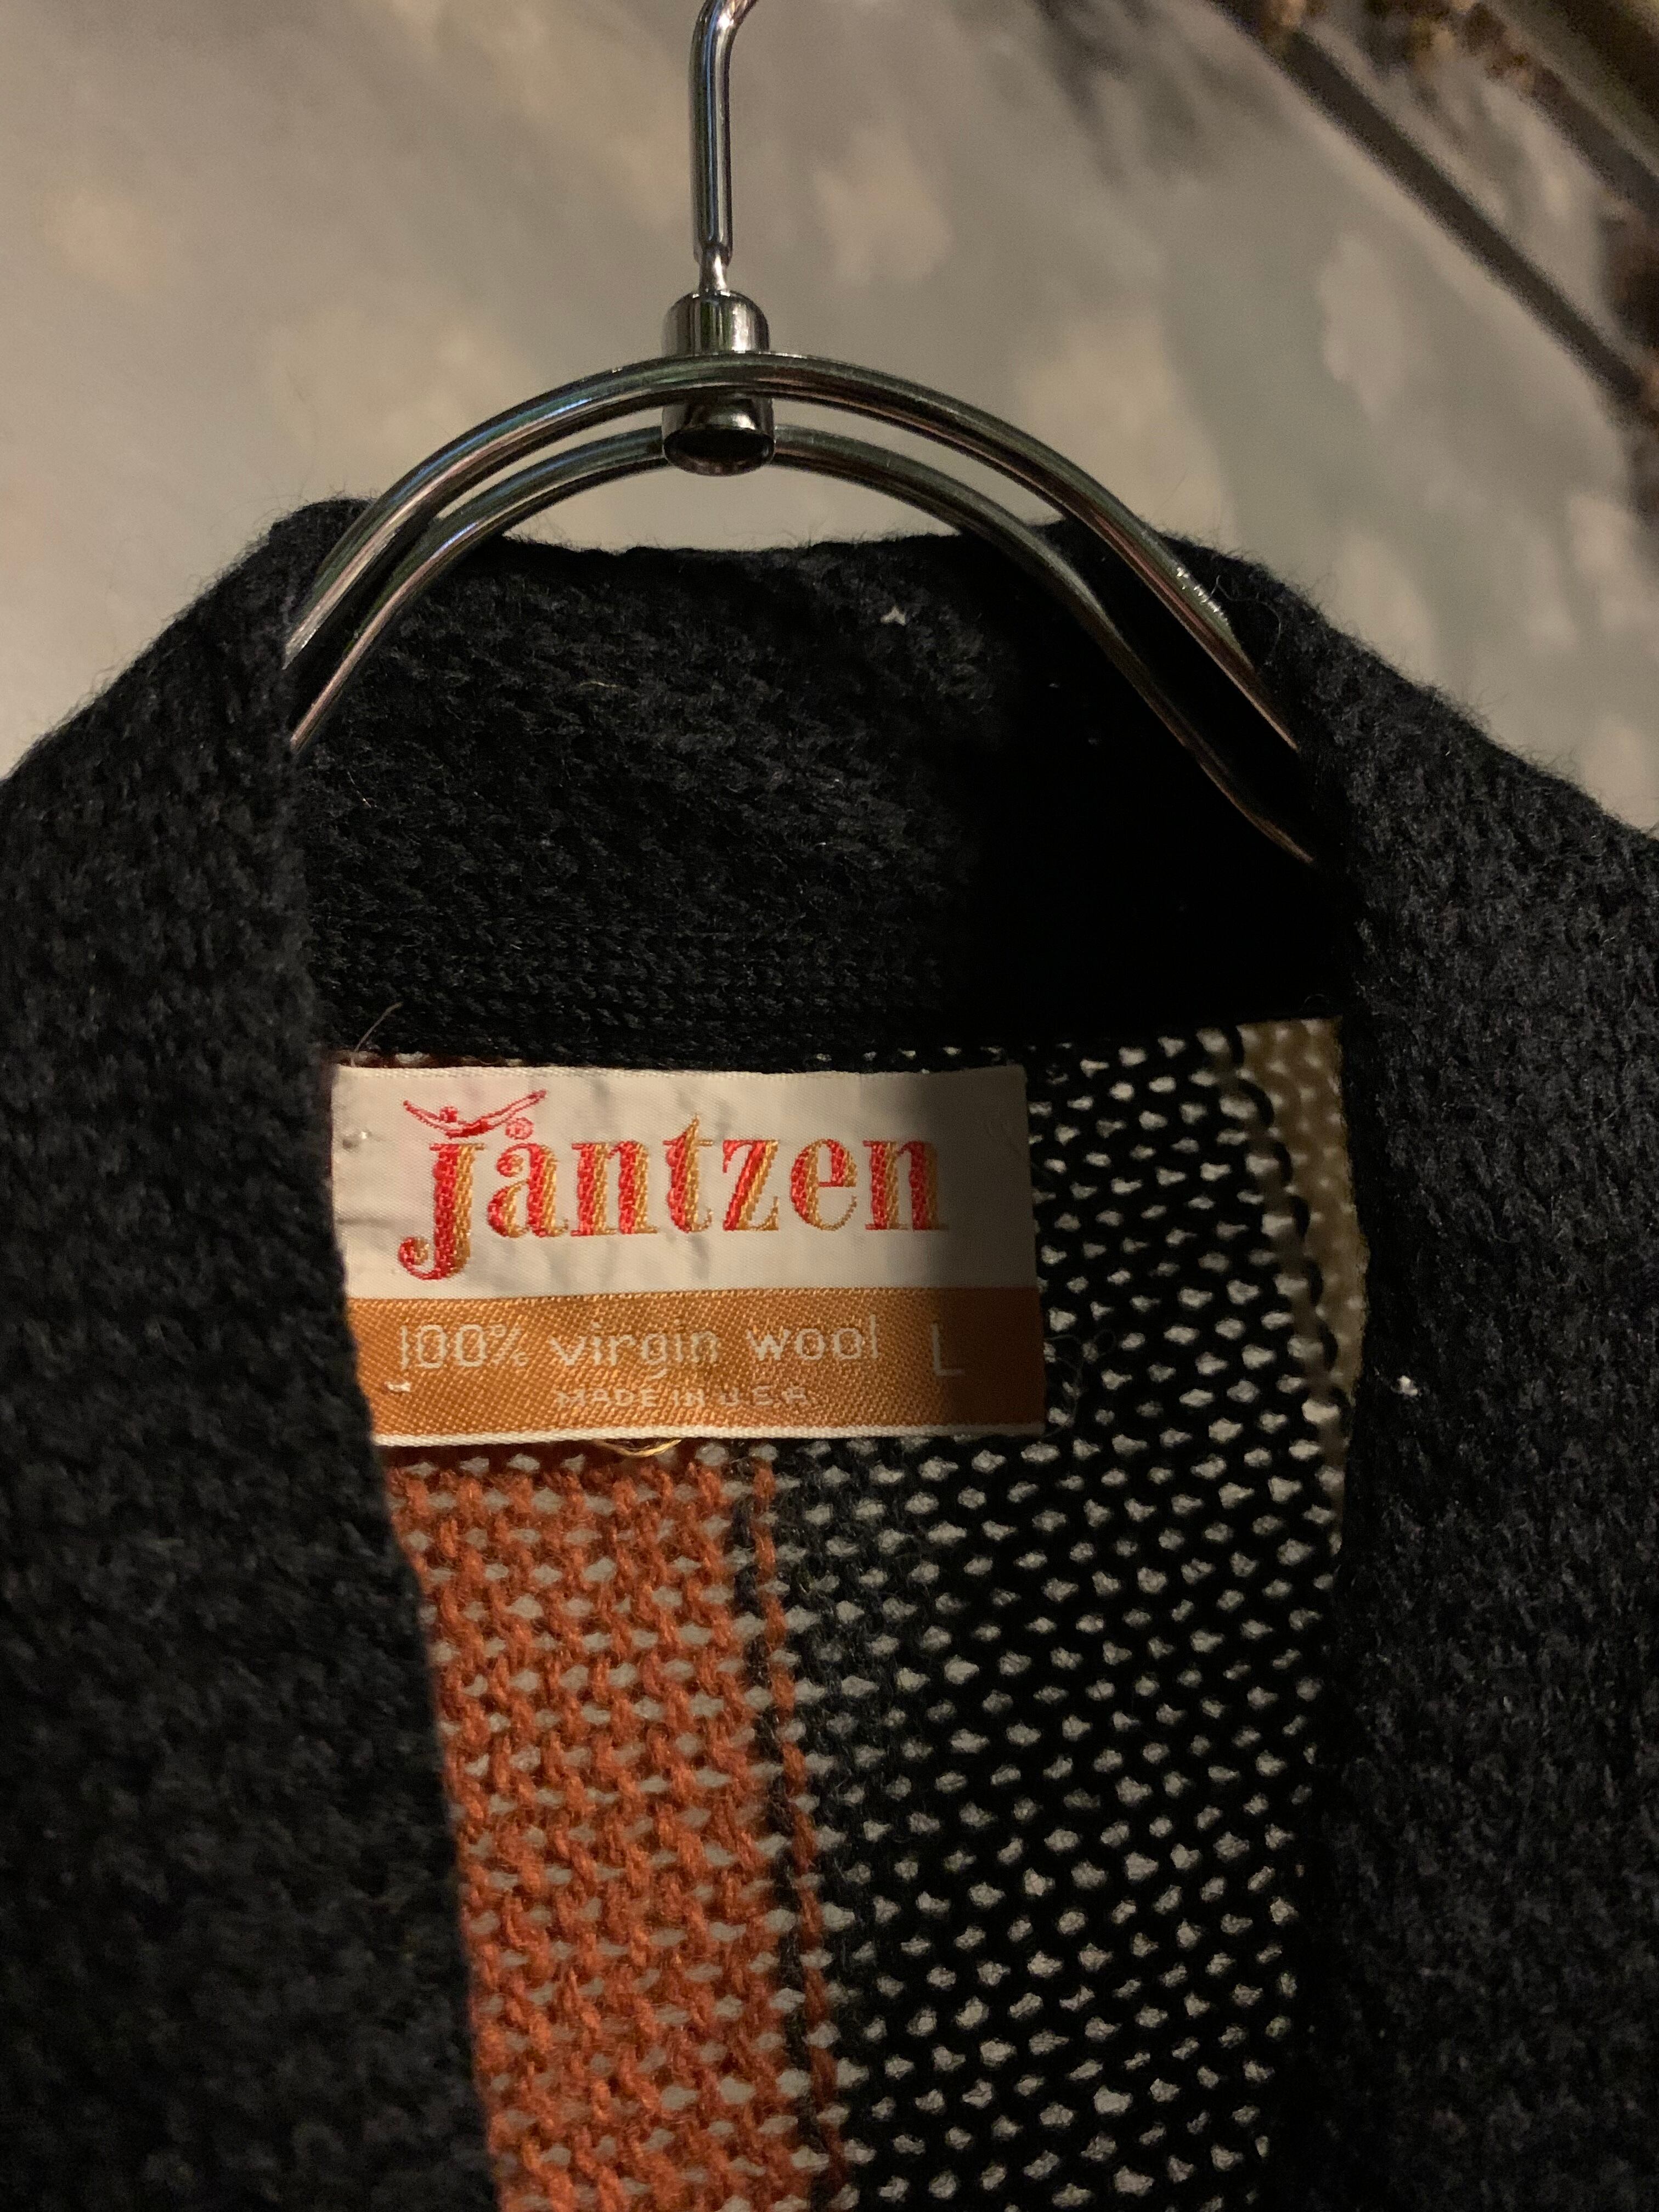 Jantzen ®
100% virgin wool L
MADE IN U.S.A.